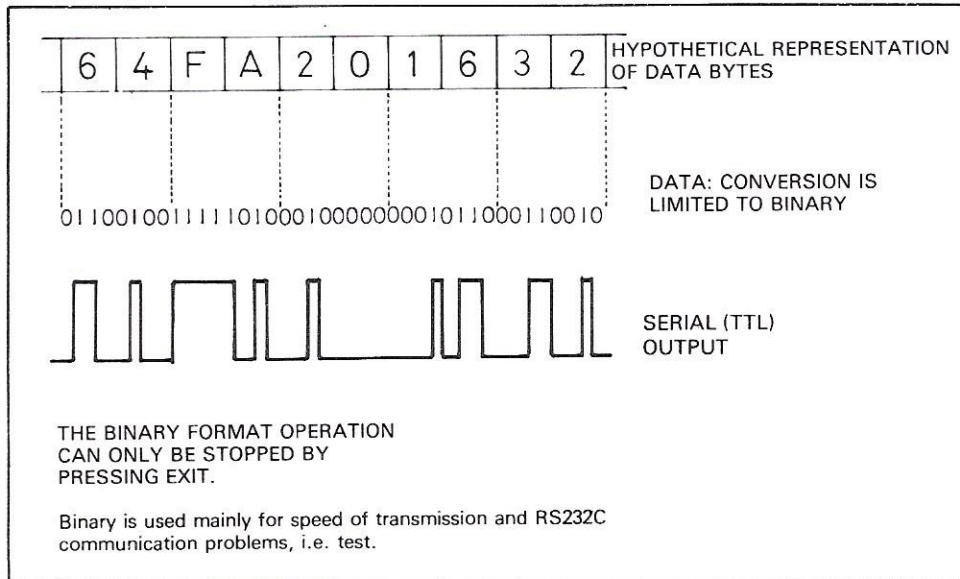 6 4 F A 2 0 1 6 3 2
HYPOTHETICAL REPRESENTATION
OF DATA BYTES
DATA: CONVERSION IS
LIMITED TO BINARY
0110010011111010001000000001011000110010
SERIAL (TTL)
OUTPUT
THE BINARY FORMAT OPERATION
CAN ONLY BE STOPPED BY
PRESSING EXIT.
Binary is used mainly for speed of transmission and RS232C
communication problems, i.e. test.